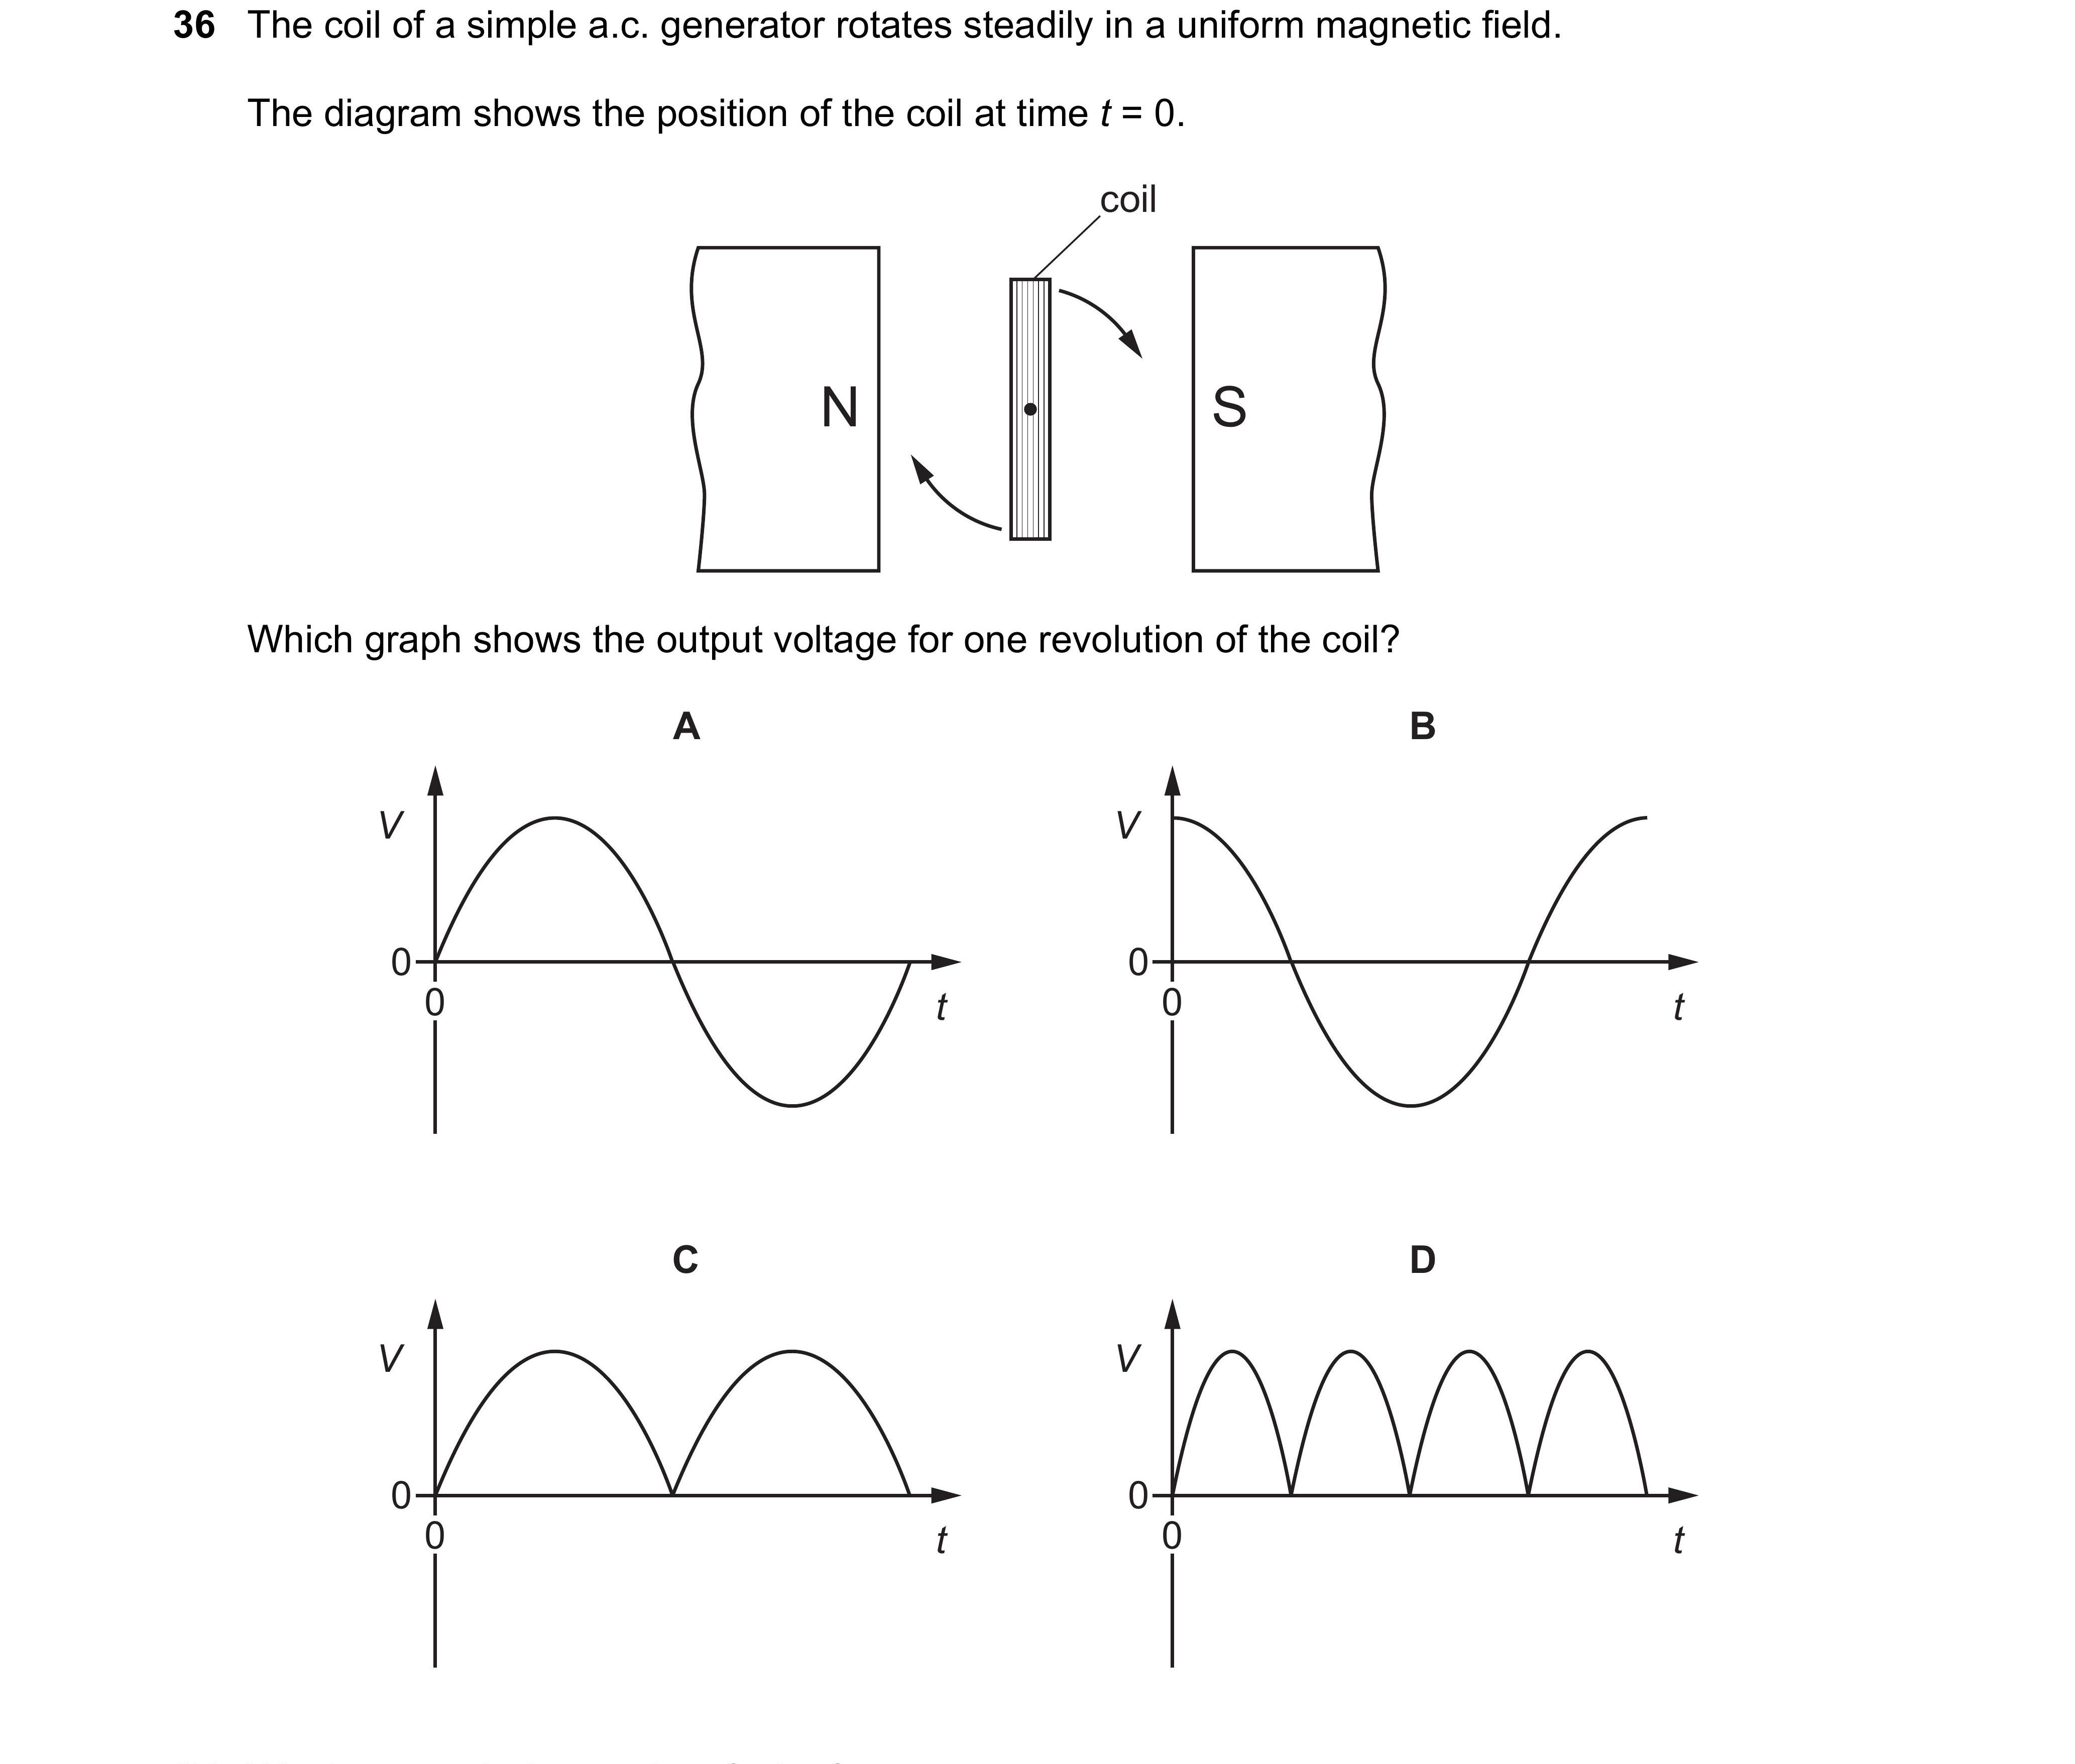 36 The coil of a simple a.c. generator rotates steadily in a uniform magnetic field.
The diagram shows the position of the coil at time t = 0.
coil
N S
Which graph shows the output voltage for one revolution of the coil?
A B
V V
0 0
0 t 0 t
C D
V V
0 0
0 t 0 t